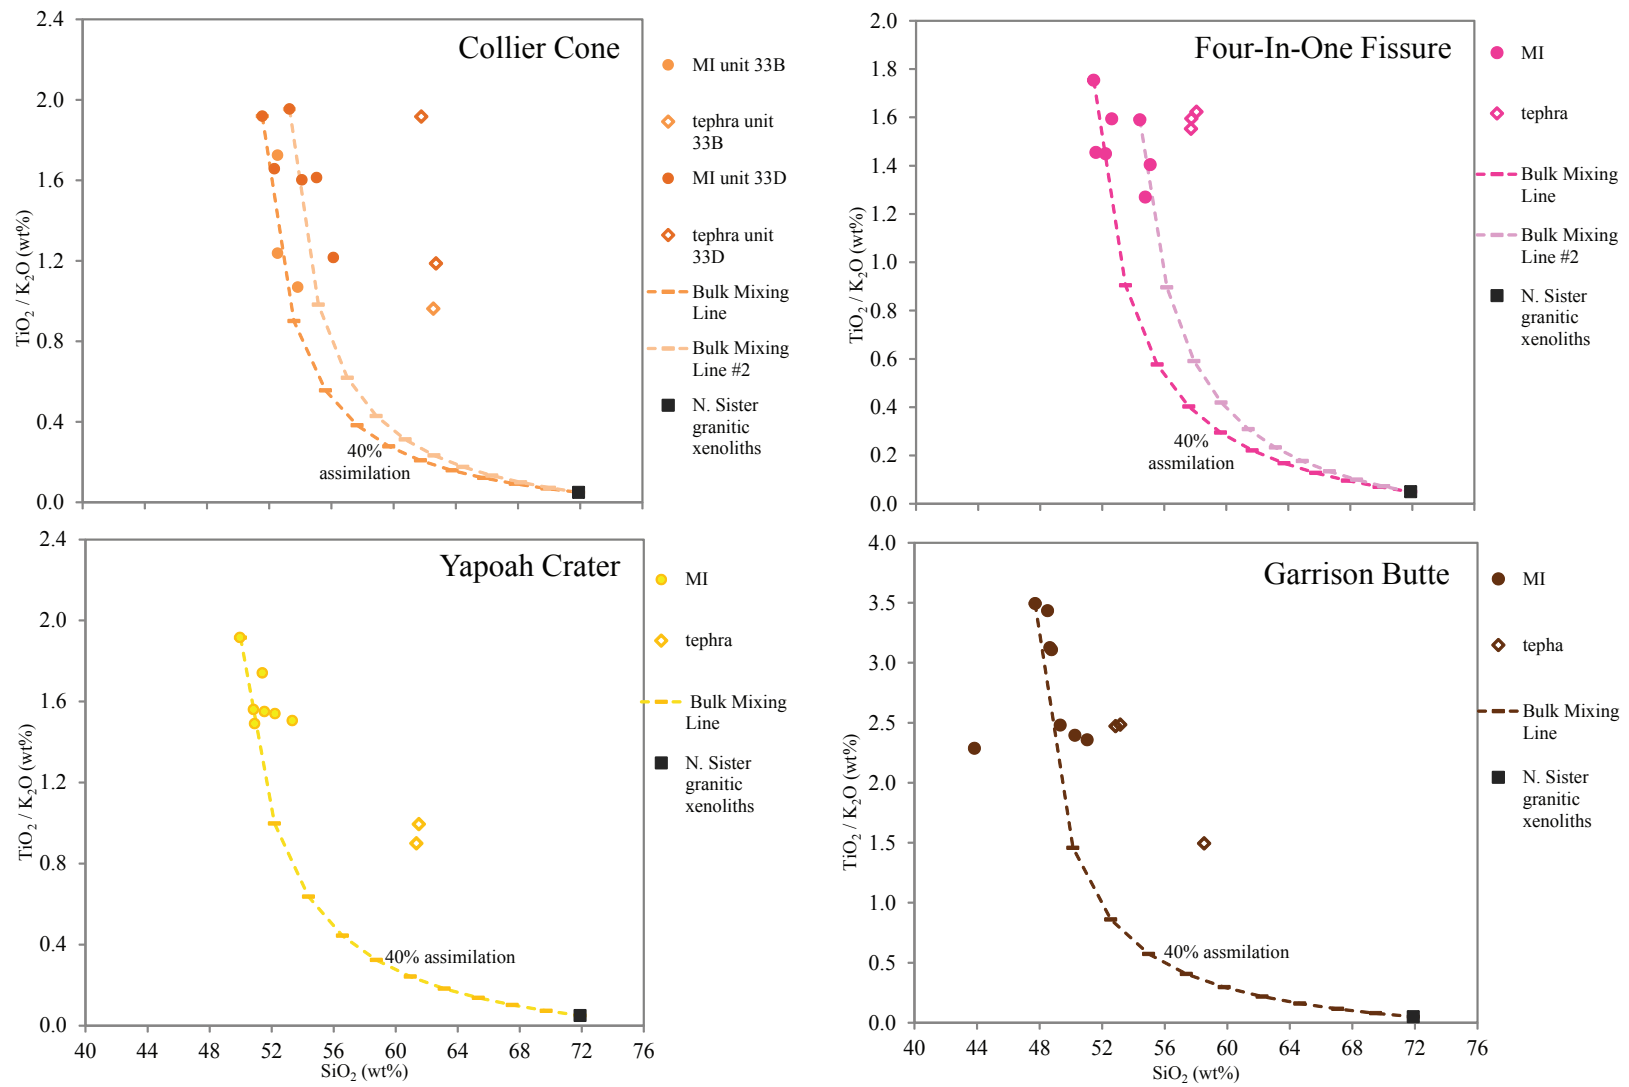 Collier Cone
2.4
2.0
1.6
1.2
0.8
0.4
0.0
TiO2 / K2O (wt%)
40%
assimilation
MI unit 33B
tephra unit
33B
MI unit 33D
tephra unit
33D
Bulk Mixing
Line
Bulk Mixing
Line #2
N. Sister
granitic
xenoliths
Four-In-One Fissure
2.0
1.8
1.6
1.4
1.2
1.0
0.8
0.6
0.4
0.2
0.0
TiO2 / K2O (wt%)
40%
assmilation
MI
tephra
Bulk Mixing
Line
Bulk Mixing
Line #2
N. Sister
granitic
xenoliths
Yapoah Crater
2.4
2.0
1.6
1.2
0.8
0.4
0.0
TiO2 / K2O (wt%)
40% assimilation
40 44 48 52 56 60 64 68 72 76
SiO2 (wt%)
MI
tephra
Bulk Mixing
Line
N. Sister
granitic
xenoliths
Garrison Butte
4.0
3.5
3.0
2.5
2.0
1.5
1.0
0.5
0.0
TiO2 / K2O (wt%)
40% assimilation
40 44 48 52 56 60 64 68 72 76
SiO2 (wt%)
MI
tepha
Bulk Mixing
Line
N. Sister
granitic
xenoliths